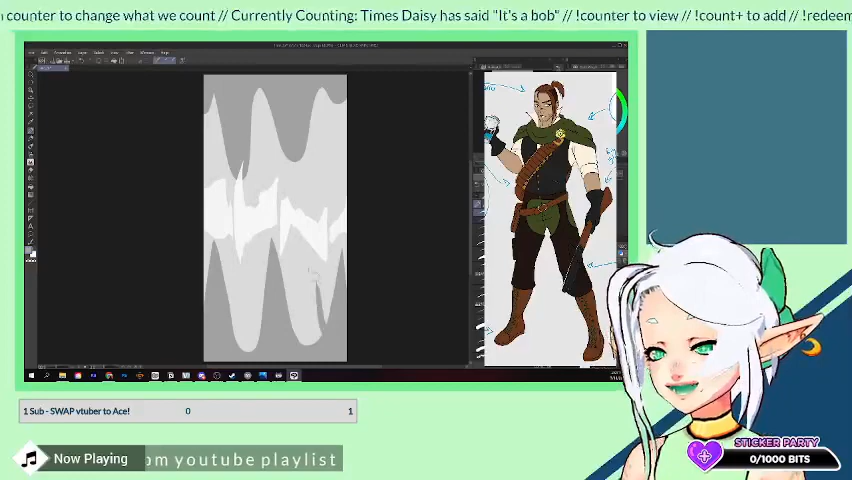 counter to change what we count // Currently Counting: Times Daisy has said "It's a bob" // !counter to view // !count+ to add // !redeem
1 Sub - SWAP vtuber to Ace! 0 1
Now Playing om youtube playlist
STICKER PARTY
0/1000 BITS